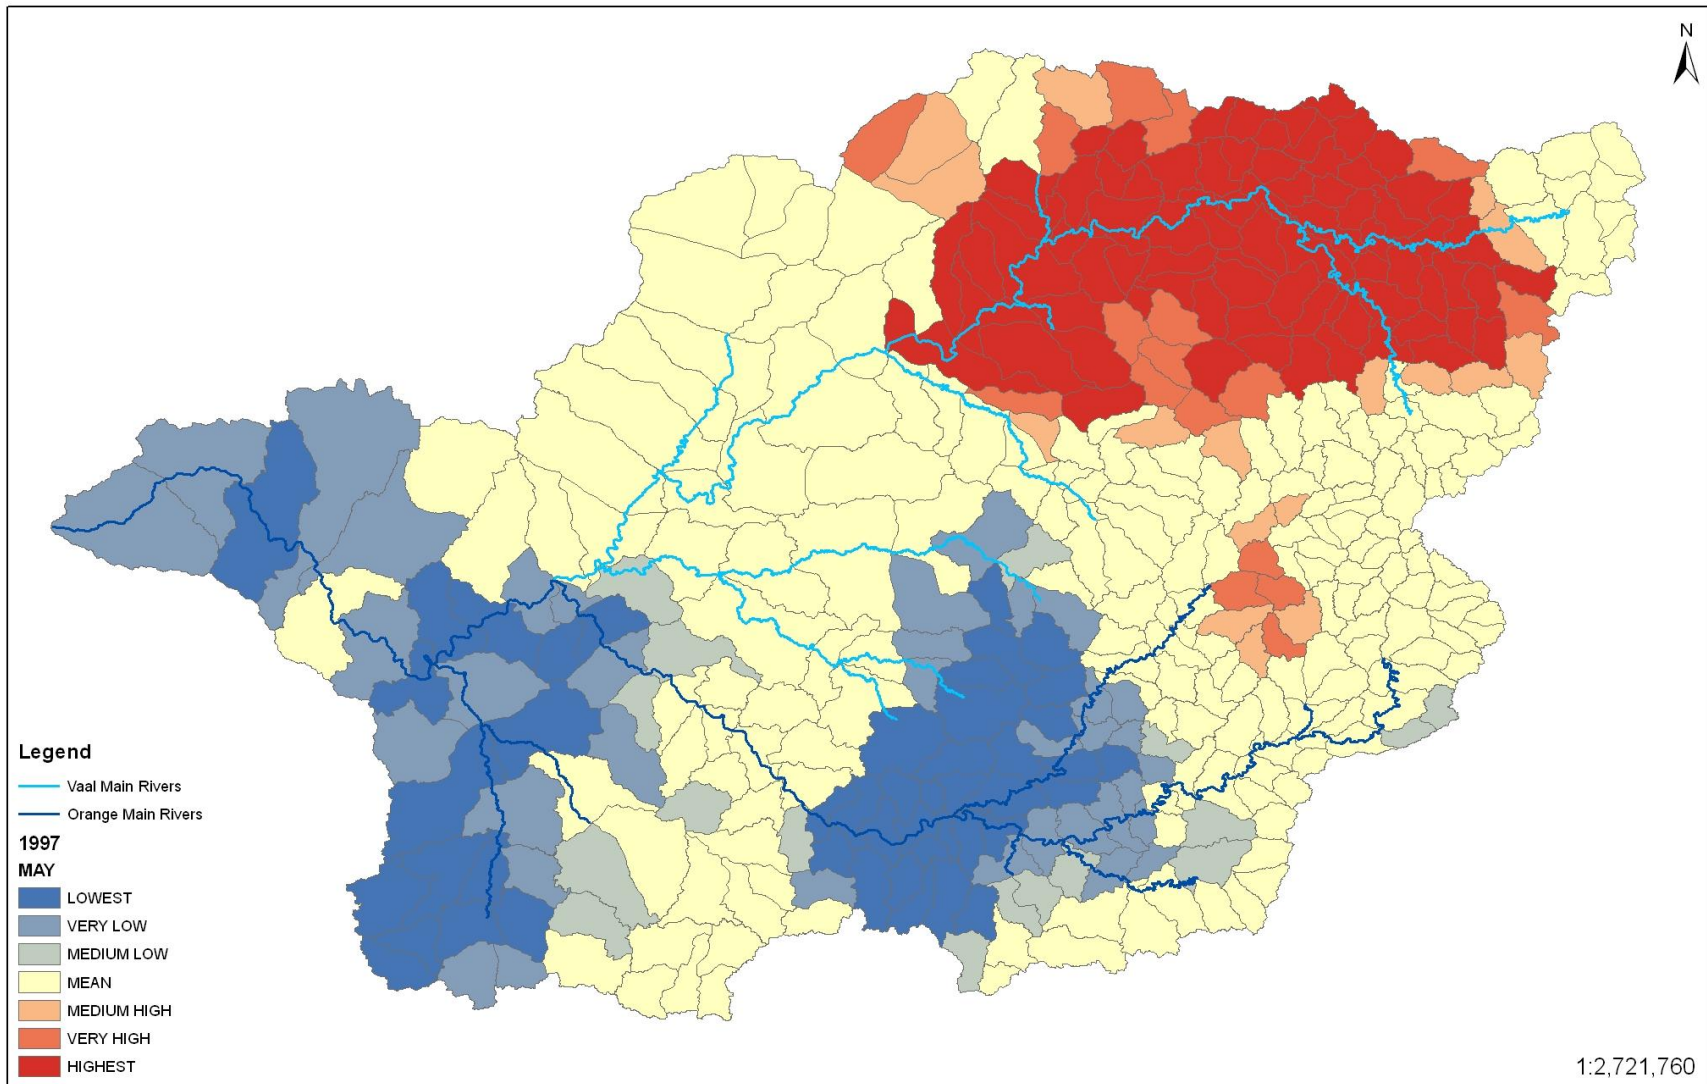 N
Legend
Vaal Main Rivers
Orange Main Rivers
1997
MAY
LOWEST
VERY LOW
MEDIUM LOW
MEAN
MEDIUM HIGH
VERY HIGH
HIGHEST
1:2,721,760